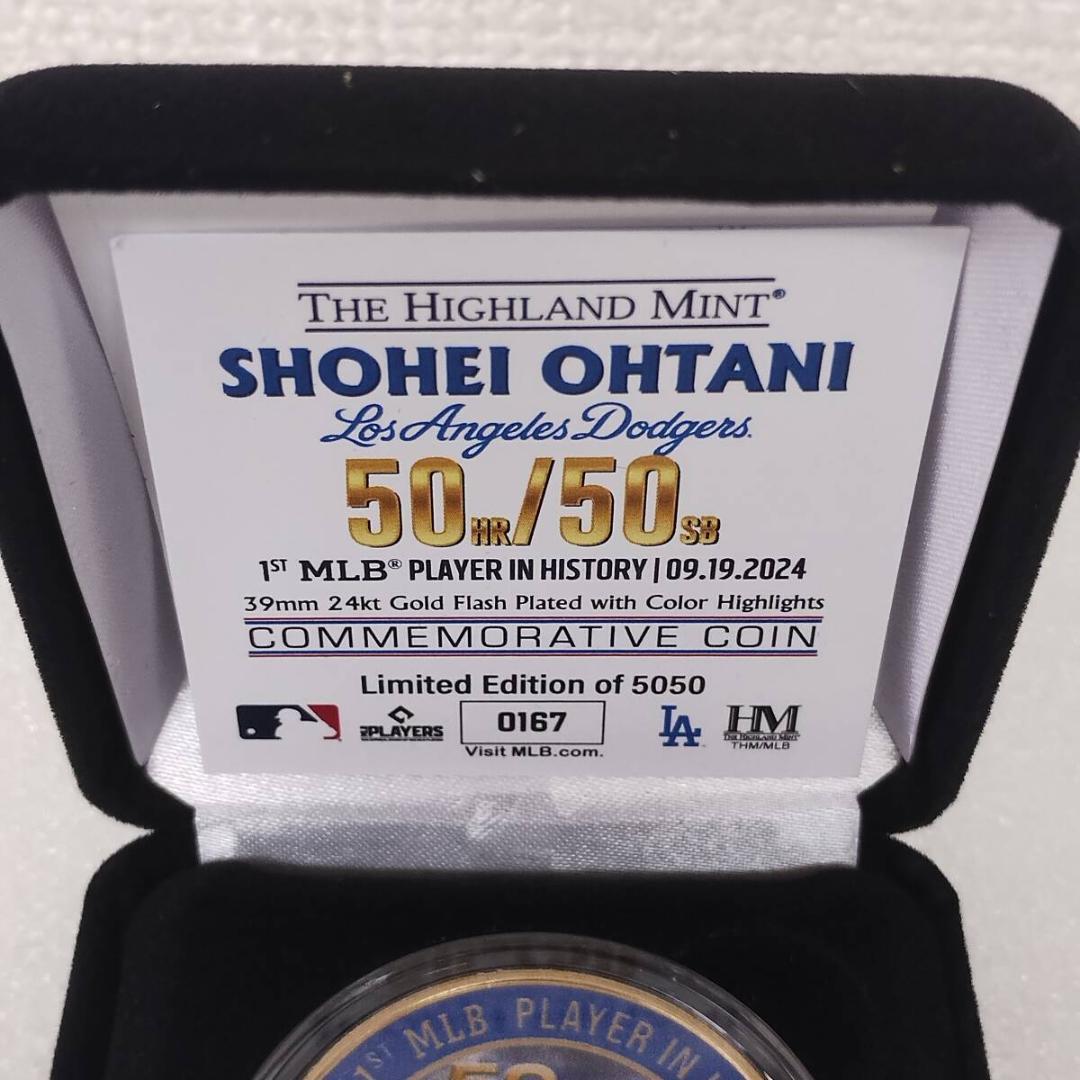 THE HIGHLAND MINT®
SHOHEI OHTANI
Los Angeles Dodgers.
50HR/50SB
1ST MLB® PLAYER IN HISTORY | 09.19.2024
39mm 24kt Gold Flash Plated with Color Highlights
COMMEMORATIVE COIN
Limited Edition of 5050
PLAYERS
0167
LA
HM
THE HIGHLAND MINT
Visit MLB.com.
THM/MLB
1ST MLB PLAYER IN
50